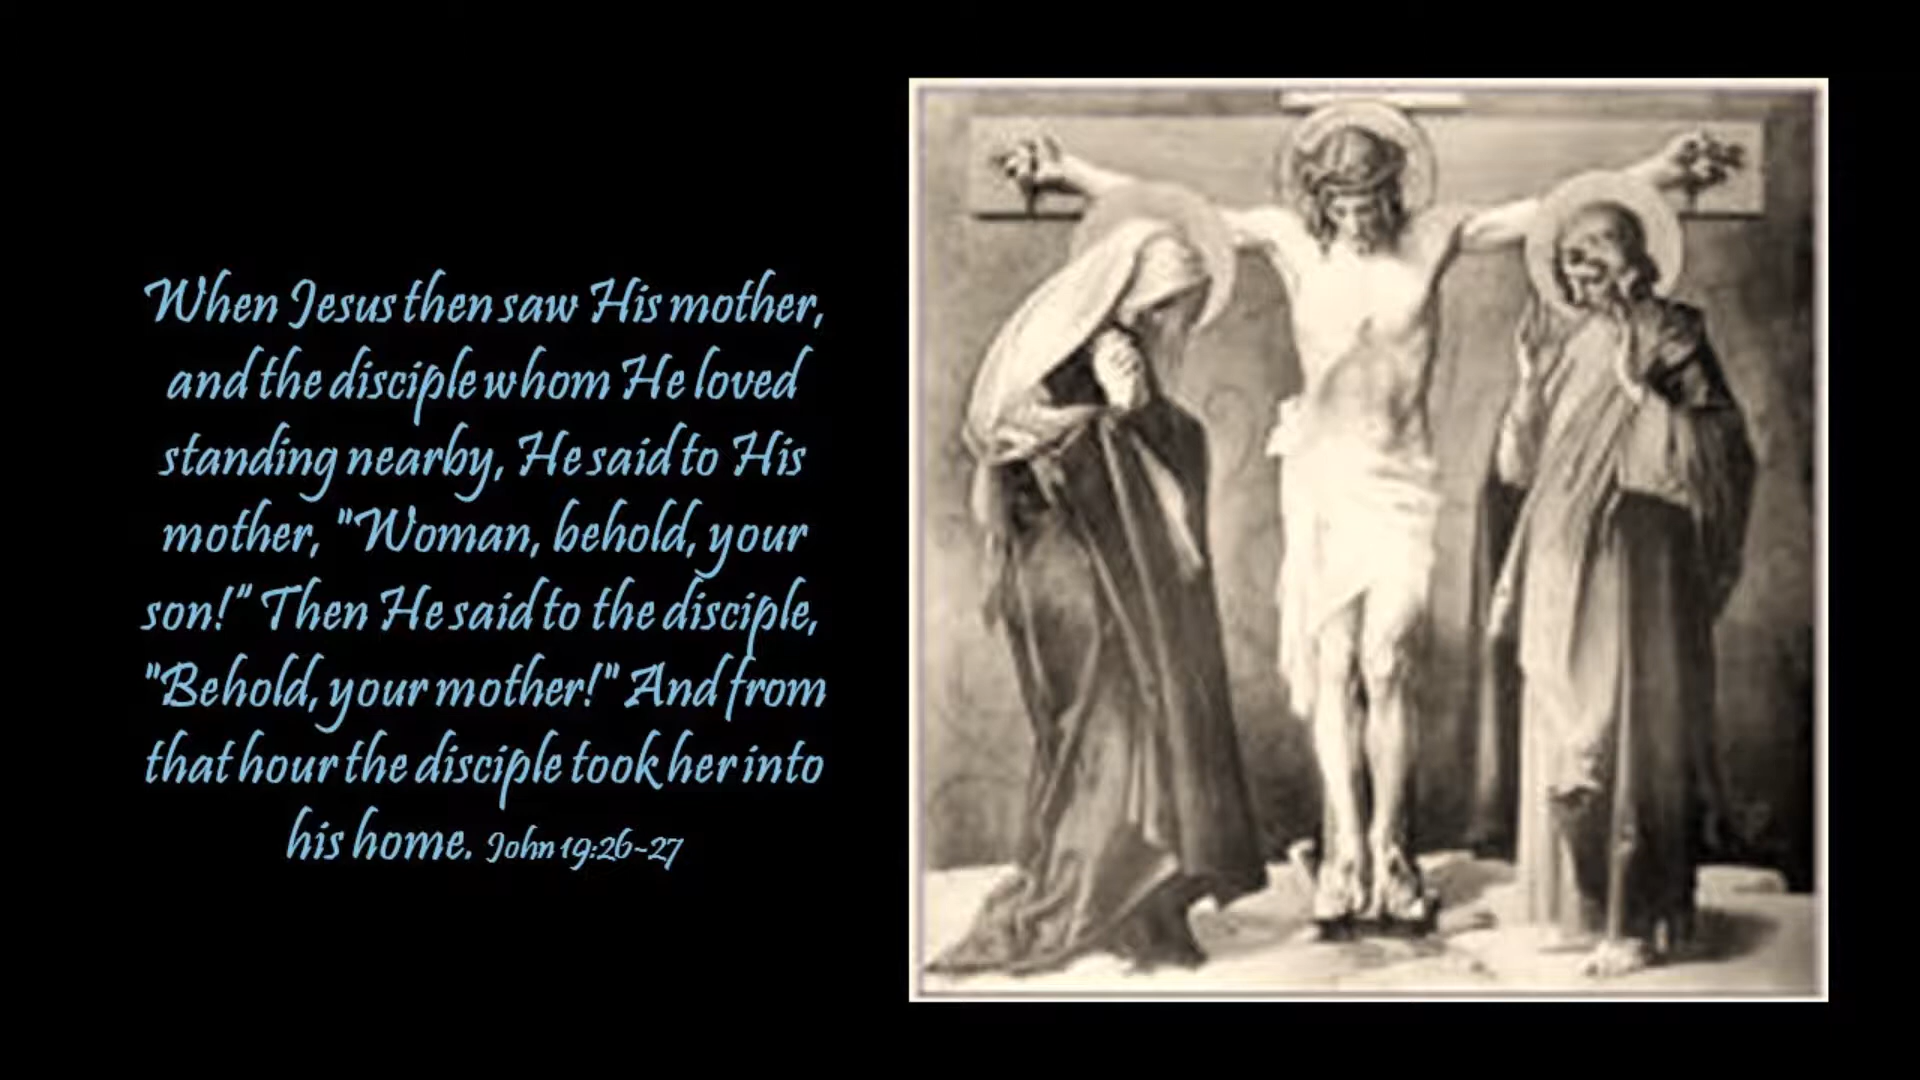 When Jesus then saw His mother,
and the disciple whom He loved
standing nearby, He said to His
mother, "Woman, behold, your
son!" Then He said to the disciple,
"Behold, your mother!" And from
that hour the disciple took her into
his home. John 19:26-27